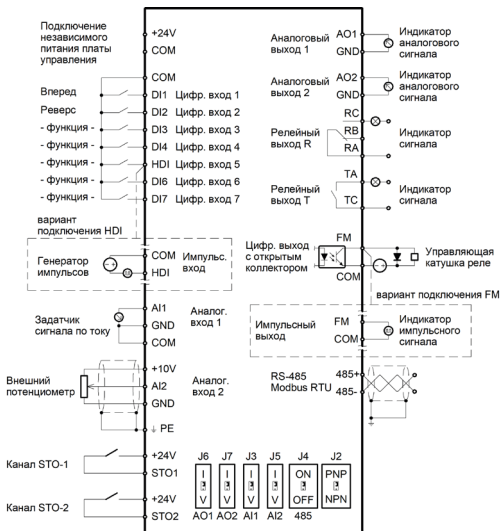 Подключение
независимого
питания платы
управления
+24V
COM
COM
Вперед
DI1 Цифр. вход 1
Реверс
DI2 Цифр. вход 2
- функция -
DI3 Цифр. вход 3
- функция -
DI4 Цифр. вход 4
- функция -
HDI Цифр. вход 5
- функция -
DI6 Цифр. вход 6
- функция -
DI7 Цифр. вход 7
вариант
подключения HDI
Генератор
импульсов
COM
HDI
Импульс.
вход
Задатчик
сигнала по току
AI1
GND
COM
Аналог.
вход 1
Внешний
потенциометр
+10V
AI2
GND
PE
Аналог.
вход 2
Канал STO-1
+24V
STO1
Канал STO-2
+24V
STO2
Аналоговый
выход 1
AO1
GND
Индикатор
аналогового
сигнала
Аналоговый
выход 2
AO2
GND
Индикатор
аналогового
сигнала
Релейный
выход R
RC
RB
RA
Индикатор
сигнала
Релейный
выход T
TA
TC
Индикатор
сигнала
Цифр. выход
с открытым
коллектором
FM
COM
Управляющая
катушка реле
вариант подключения FM
Импульсный
выход
FM
COM
Индикатор
импульсного
сигнала
RS-485
Modbus RTU
485+
485-
J6 J7 J3 J5 J4 J2
I I I I ON PNP
V V V V OFF NPN
AO1 AO2 AI1 AI2 485